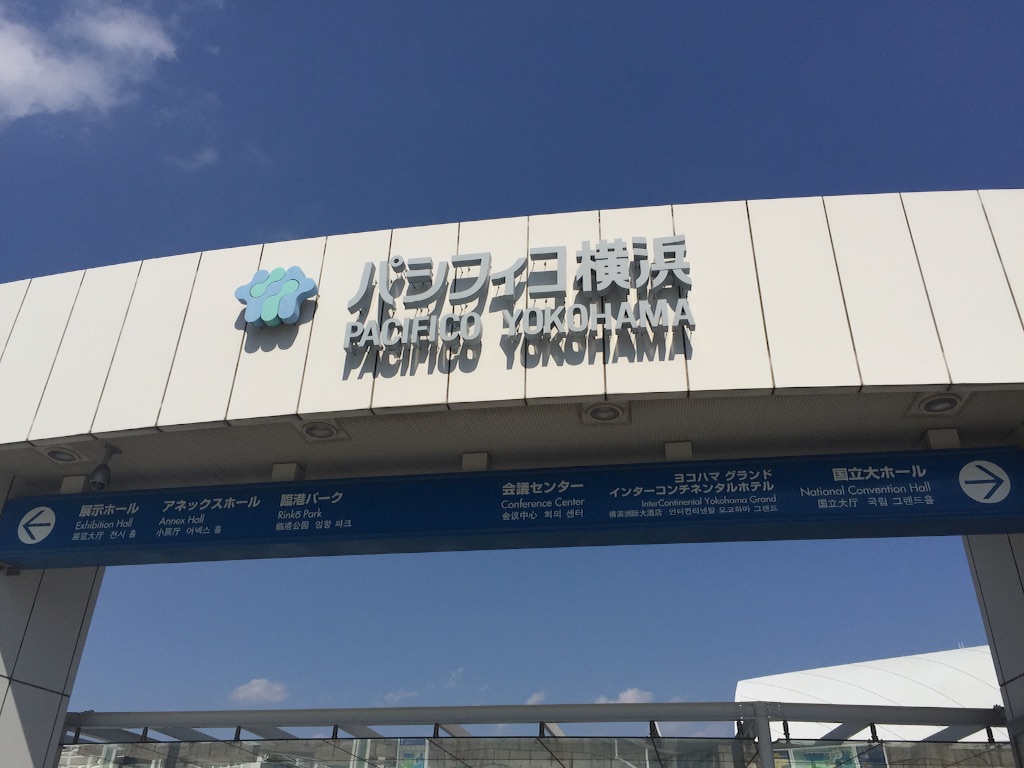 パシフィコ横浜
PACIFICO YOKOHAMA
展示ホール
Exhibition Hall
展览大厅 전시 홀
アネックスホール
Annex Hall
小展厅 어넥스 홀
臨港パーク
Rinkō Park
临港公园 임항 파크
会議センター
Conference Center
会议中心 회의 센터
ヨコハマ グランド
インターコンチネンタルホテル
InterContinental Yokohama Grand
横浜洲际大酒店 인터컨티넨탈 요코하마 그랜드
国立大ホール
National Convention Hall
国立大厅 국립 그랜드홀